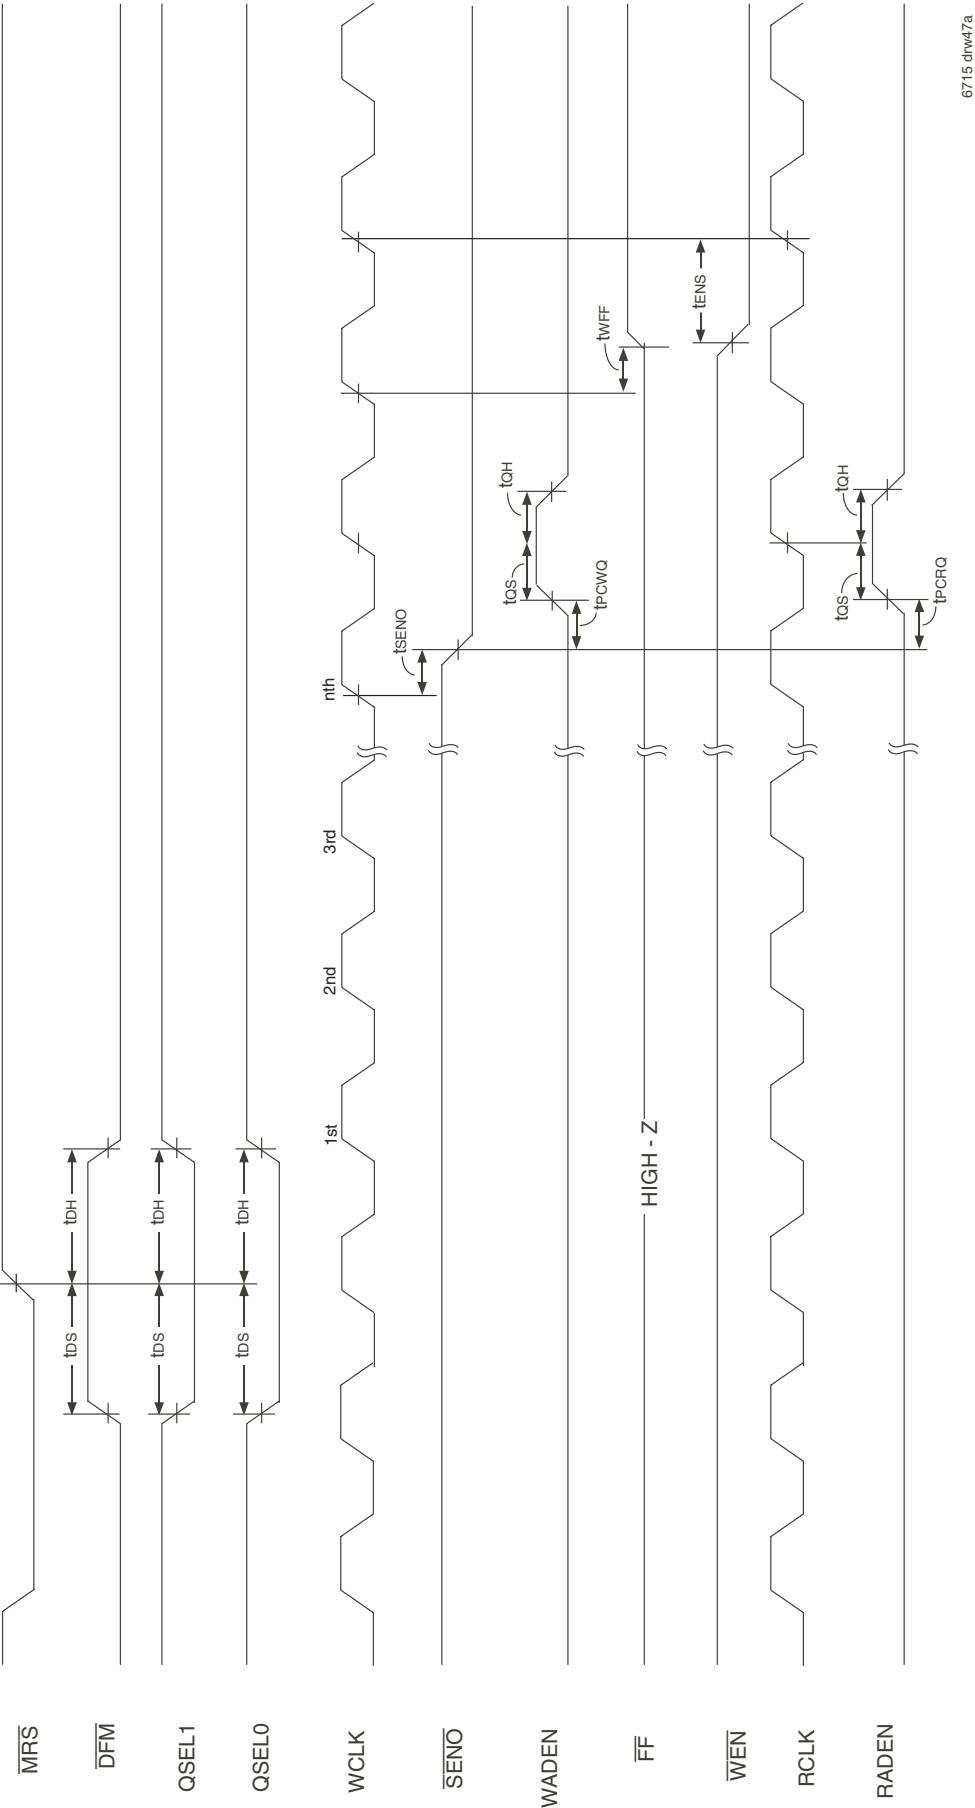 MRS
DFM
tDS
tDH
QSEL1
tDS
tDH
QSEL0
tDS
tDH
WCLK
1st
2nd
3rd
nth
SENO
tSENO
WADEN
tQS
tQH
tPCWQ
FF
HIGH - Z
tWFF
WEN
tENS
RCLK
RADEN
tQS
tQH
tPCRQ
6715 drw47a